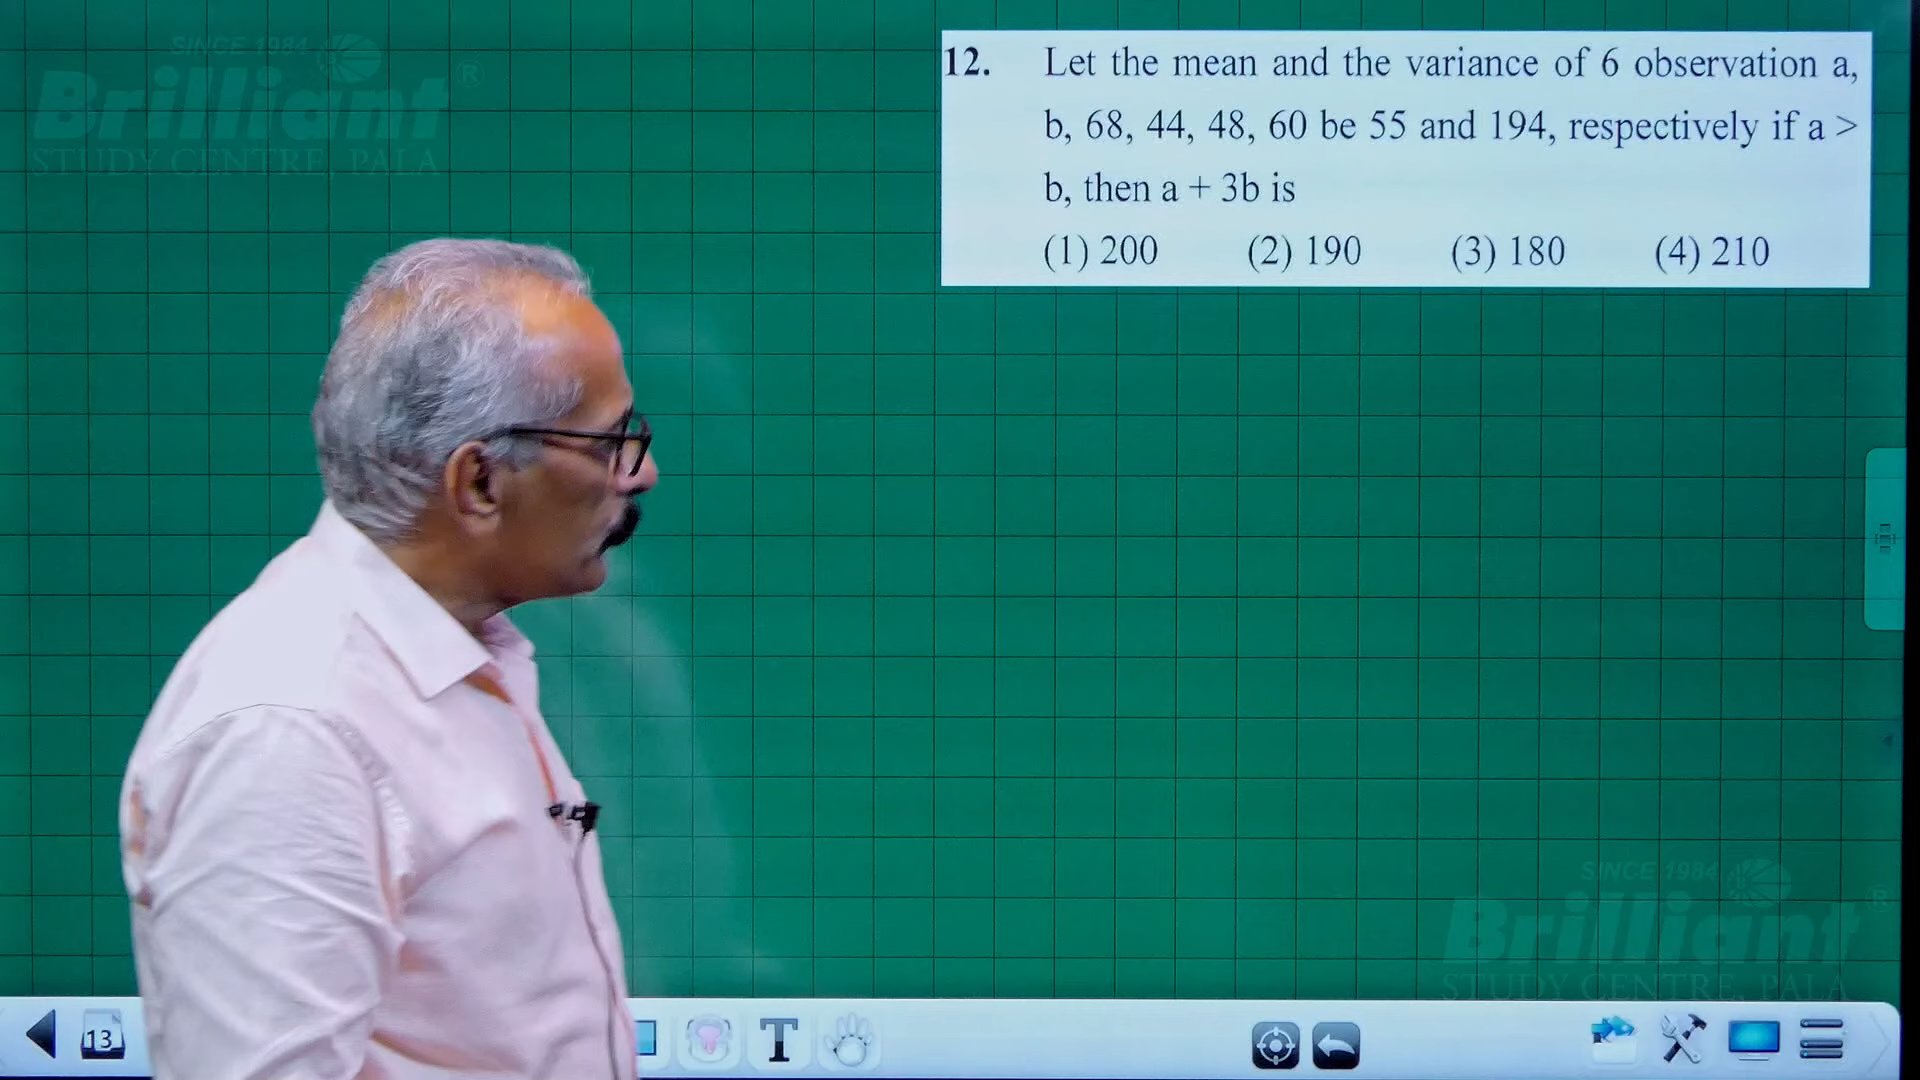 SINCE 1984
Brilliant ®
STUDY CENTRE, PALA
12. Let the mean and the variance of 6 observation a,
b, 68, 44, 48, 60 be 55 and 194, respectively if a >
b, then a + 3b is
(1) 200 (2) 190 (3) 180 (4) 210
SINCE 1984
Brilliant ®
STUDY CENTRE, PALA
13
T